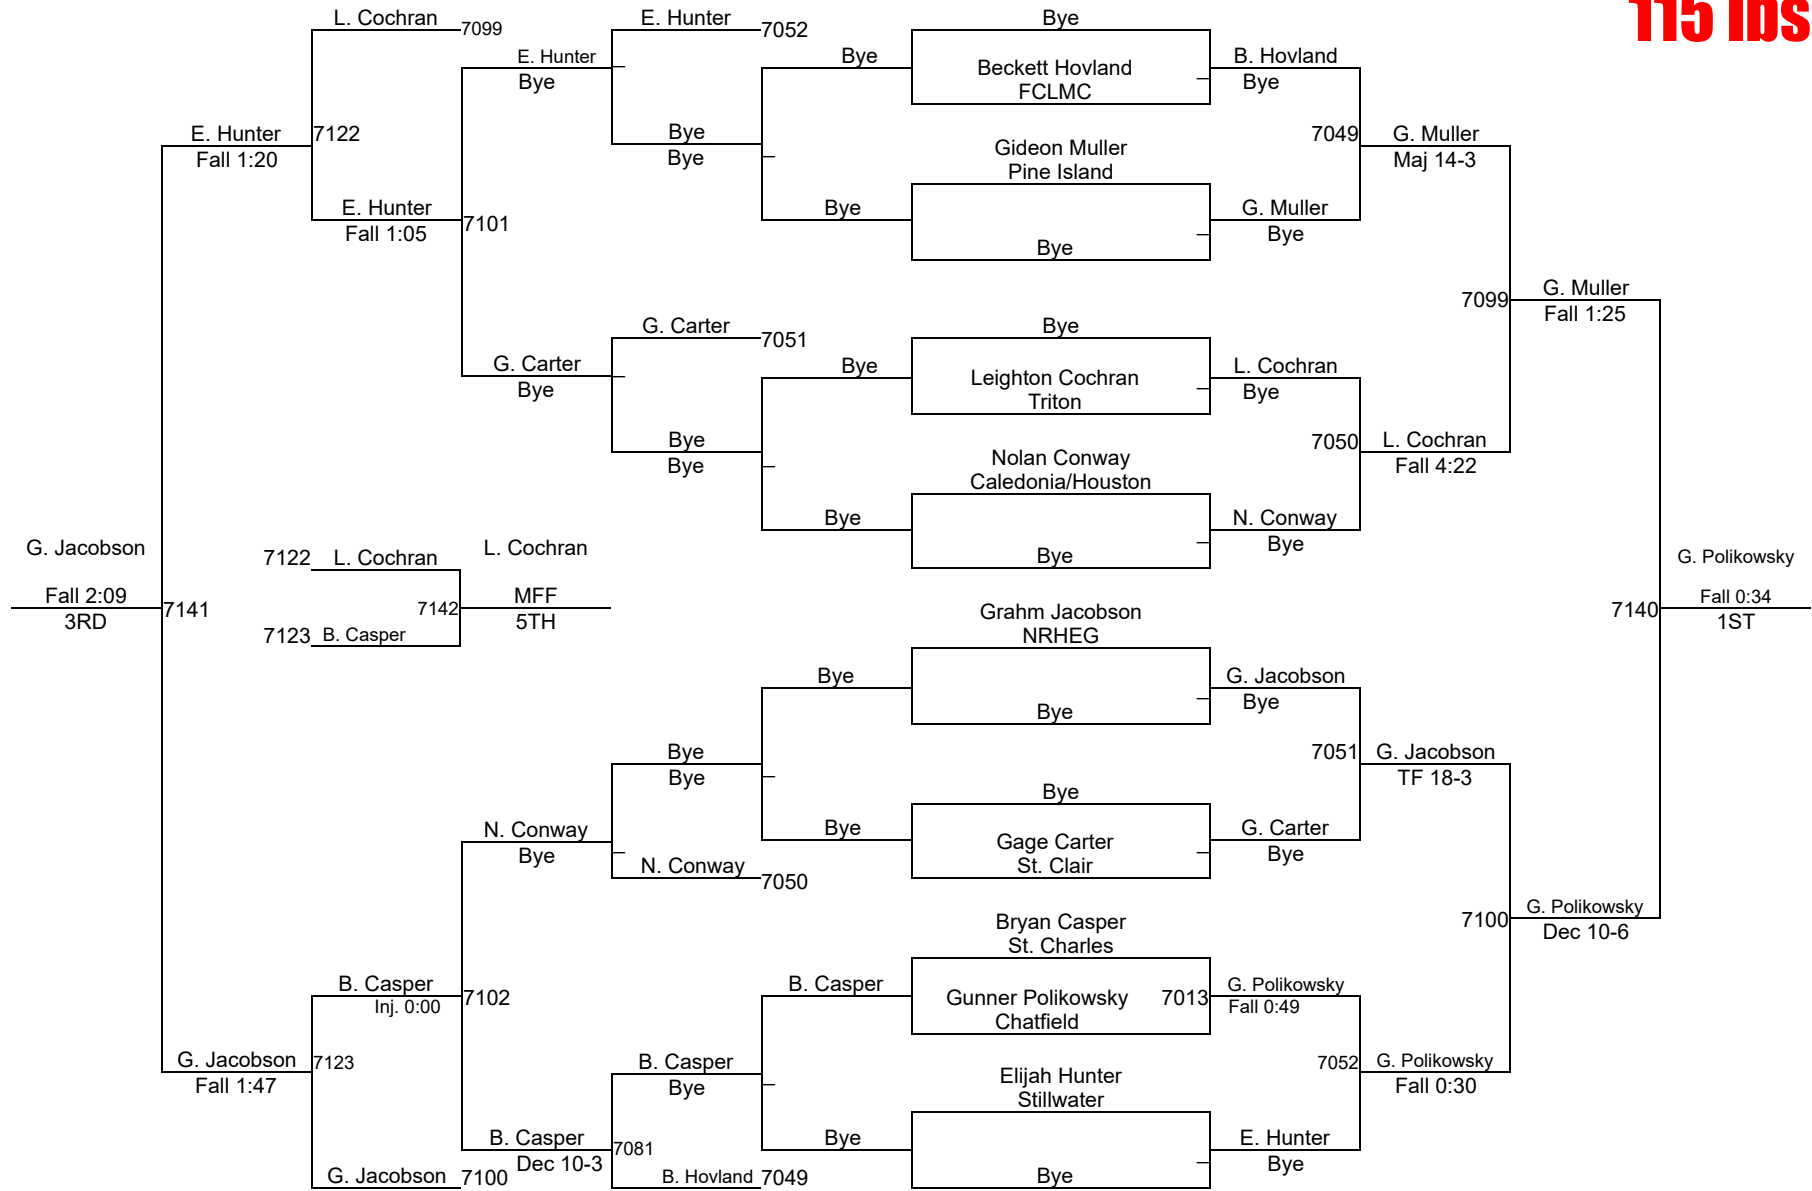 115 lbs
L. Cochran
7099
E. Hunter
7052
Bye
E. Hunter
Bye
Bye
Beckett Hovland
FCLMC
B. Hovland
Bye
E. Hunter
Fall 1:20
7122
Bye
Bye
Gideon Muller
Pine Island
7049
G. Muller
Maj 14-3
E. Hunter
Fall 1:05
7101
Bye
Bye
G. Muller
Bye
7099
G. Muller
Fall 1:25
G. Carter
7051
Bye
G. Carter
Bye
Bye
Leighton Cochran
Triton
L. Cochran
Bye
Bye
Bye
Nolan Conway
Caledonia/Houston
7050
L. Cochran
Fall 4:22
Bye
Bye
N. Conway
Bye
G. Jacobson
Fall 2:09
3RD
7141
7122
L. Cochran
7123
B. Casper
7142
L. Cochran
MFF
5TH
7140
G. Polikowsky
Fall 0:34
1ST
Grahm Jacobson
NRHEG
Bye
Bye
G. Jacobson
Bye
Bye
Bye
7051
G. Jacobson
TF 18-3
Bye
N. Conway
Bye
Bye
Gage Carter
St. Clair
G. Carter
Bye
N. Conway
7050
7100
G. Polikowsky
Dec 10-6
Bryan Casper
St. Charles
B. Casper
Inj. 0:00
7102
B. Casper
Gunner Polikowsky
Chatfield
7013
G. Polikowsky
Fall 0:49
G. Jacobson
Fall 1:47
7123
B. Casper
Bye
Elijah Hunter
Stillwater
7052
G. Polikowsky
Fall 0:30
B. Casper
Dec 10-3
7081
Bye
Bye
E. Hunter
Bye
G. Jacobson
7100
B. Hovland
7049